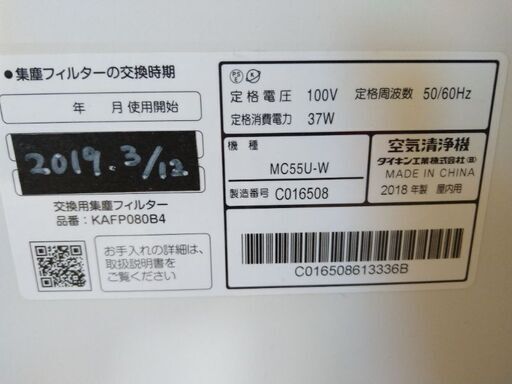 ●集塵フィルターの交換時期
年 月 使用開始
2019. 3/12
交換用集塵フィルター
品番：KAFP080B4
お手入れの詳細は、
取扱説明書を
ご覧ください。
PS E
定格電圧 100V 定格周波数 50/60Hz
定格消費電力 37W
機種 MC55U-W
製造番号 C016508
空気清浄機
ダイキン工業株式会社
MADE IN CHINA
2018年製 屋内用
C016508613336B